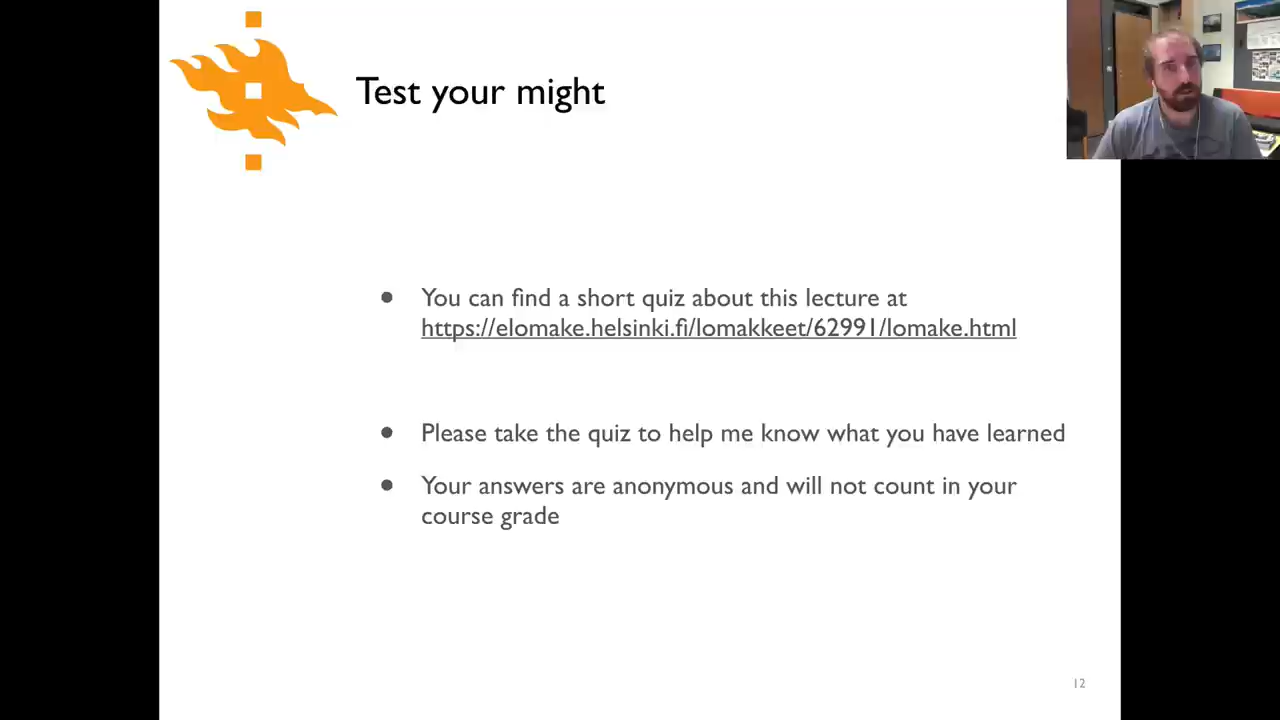 Test your might
• You can find a short quiz about this lecture at
https://elomake.helsinki.fi/lomakkeet/62991/lomake.html
• Please take the quiz to help me know what you have learned
• Your answers are anonymous and will not count in your
course grade
12